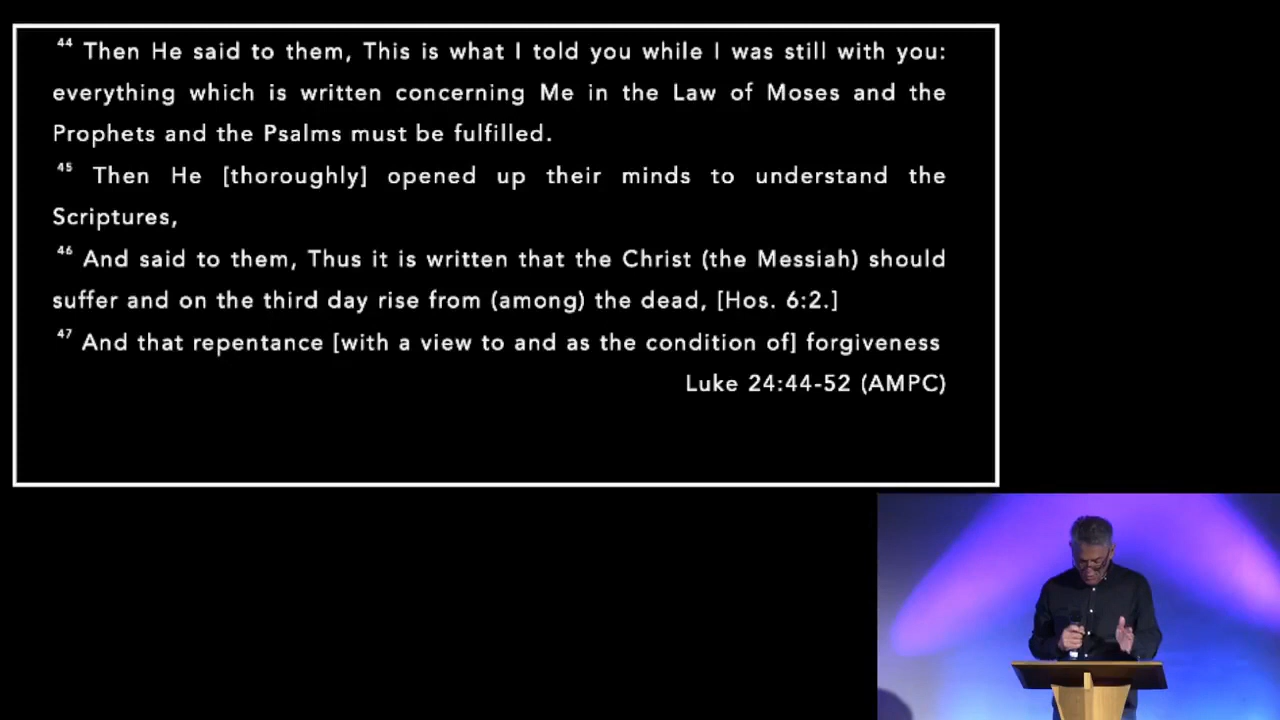 44 Then He said to them, This is what I told you while I was still with you:
everything which is written concerning Me in the Law of Moses and the
Prophets and the Psalms must be fulfilled.
45 Then He [thoroughly] opened up their minds to understand the
Scriptures,
46 And said to them, Thus it is written that the Christ (the Messiah) should
suffer and on the third day rise from (among) the dead, [Hos. 6:2.]
47 And that repentance [with a view to and as the condition of] forgiveness
Luke 24:44-52 (AMPC)